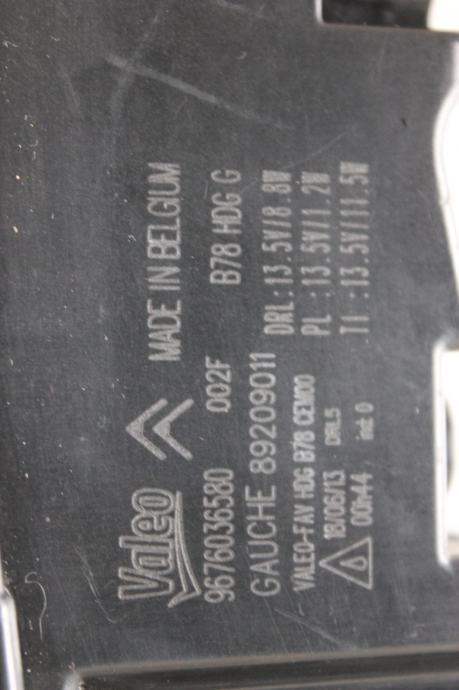 Valeo
MADE IN BELGIUM
9676036580 002F B78 HDG G
GAUCHE 89209011
DRL:13.5V/8.8W
PL :13.5V/1.2W
TI :13.5V/11.5W
VALEO-FAV HDG B78 CEM00
18/06/13 DRL5
00H44 ind 0